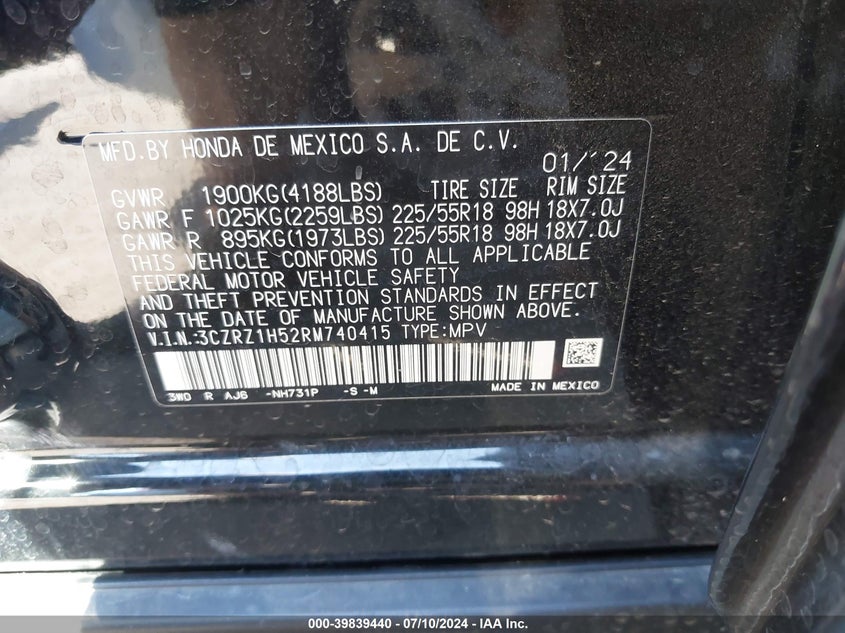 MFD.BY HONDA DE MEXICO S.A. DE C.V.
01/'24
GVWR 1900KG(4188LBS) TIRE SIZE RIM SIZE
GAWR F 1025KG(2259LBS) 225/55R18 98H 18X7.0J
GAWR R 895KG(1973LBS) 225/55R18 98H 18X7.0J
THIS VEHICLE CONFORMS TO ALL APPLICABLE
FEDERAL MOTOR VEHICLE SAFETY
AND THEFT PREVENTION STANDARDS IN EFFECT
ON THE DATE OF MANUFACTURE SHOWN ABOVE.
V.I.N.:3CZRZ1H52RM740415 TYPE:MPV
3W0 R AJ6 -NH731P -S -M MADE IN MEXICO
000-39839440 - 07/10/2024 - IAA Inc.